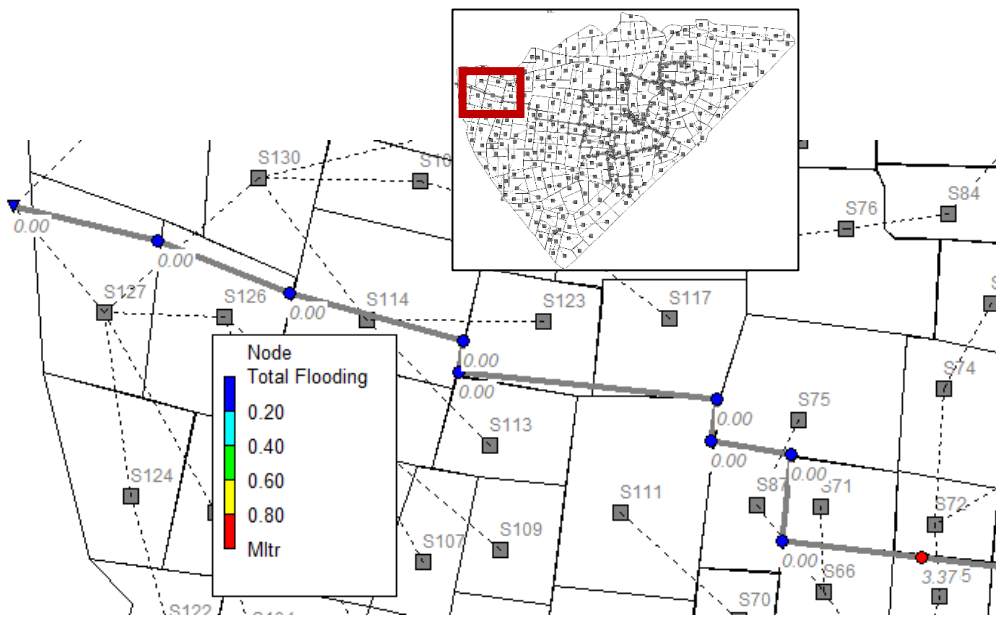 S130
S84
S76
0.00
0.00
S127
S126
0.00
S114
S123
S117
Node
Total Flooding
0.20
0.40
0.60
0.80
Mltr
0.00
0.00
S74
0.00
S75
S113
0.00
0.00
S124
S111
S87
S71
S72
S109
S107
0.00
3.37
S66
S70
S122